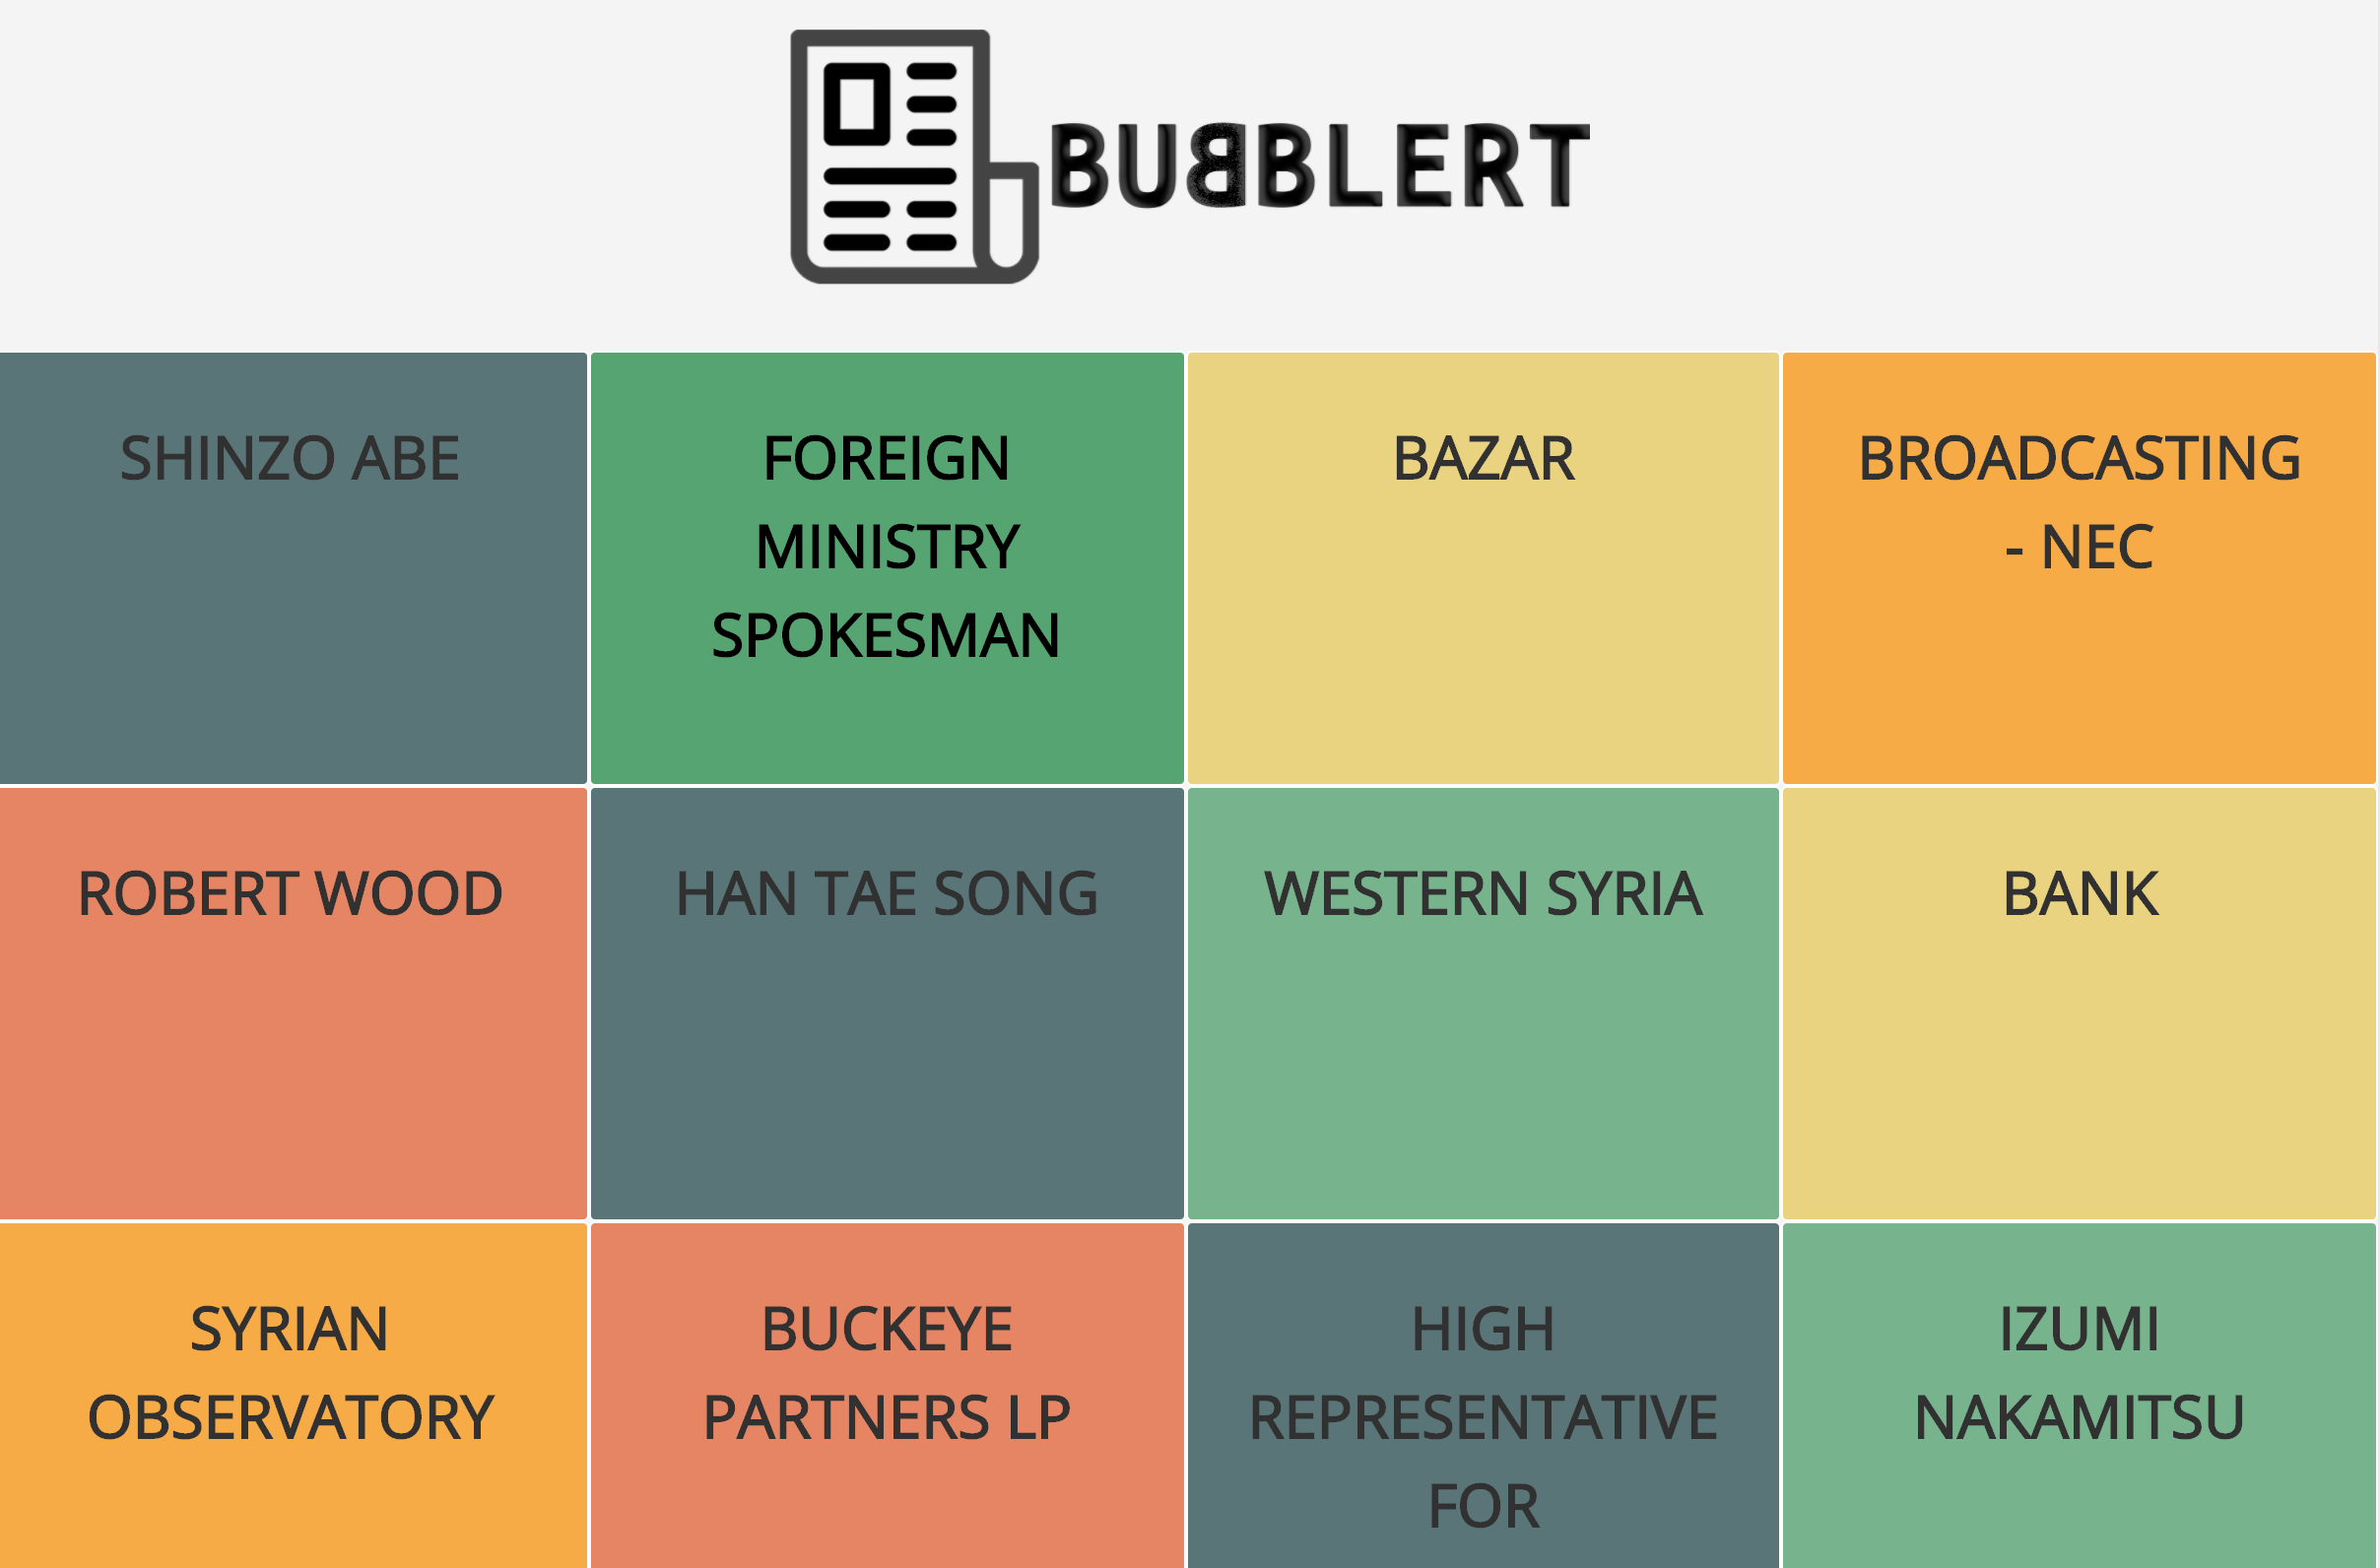 BUBBLERT
SHINZO ABE
FOREIGN
MINISTRY
SPOKESMAN
BAZAR
BROADCASTING
- NEC
ROBERT WOOD
HAN TAE SONG
WESTERN SYRIA
BANK
SYRIAN
OBSERVATORY
BUCKEYE
PARTNERS LP
HIGH
REPRESENTATIVE
FOR
IZUMI
NAKAMITSU